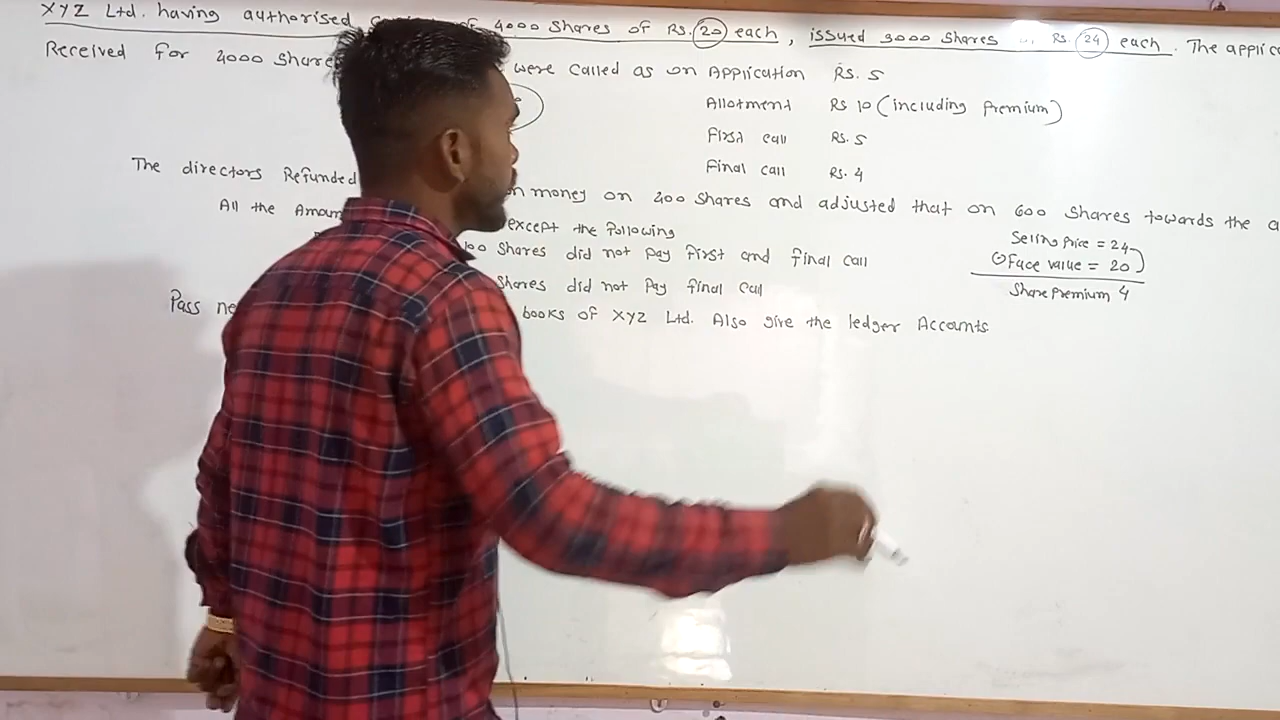 XYZ Ltd. having authorised of 4000 Shares of Rs. 20 each, issued 3000 Shares Rs. 24 each. The applic
Received for 4000 Share were called as on Application Rs. 5
Allotment Rs 10 (including Premium)
First call Rs. 5
Final call Rs. 4
The directors Refunded on money on 400 Shares and adjusted that on 600 Shares towards the a
All the Amoun except the following
100 Shares did not pay first and final call
Shares did not pay final call
Pass ne books of XYZ Ltd. Also give the ledger Accounts
Selling Price = 24
Face value = 20
Share Premium 4